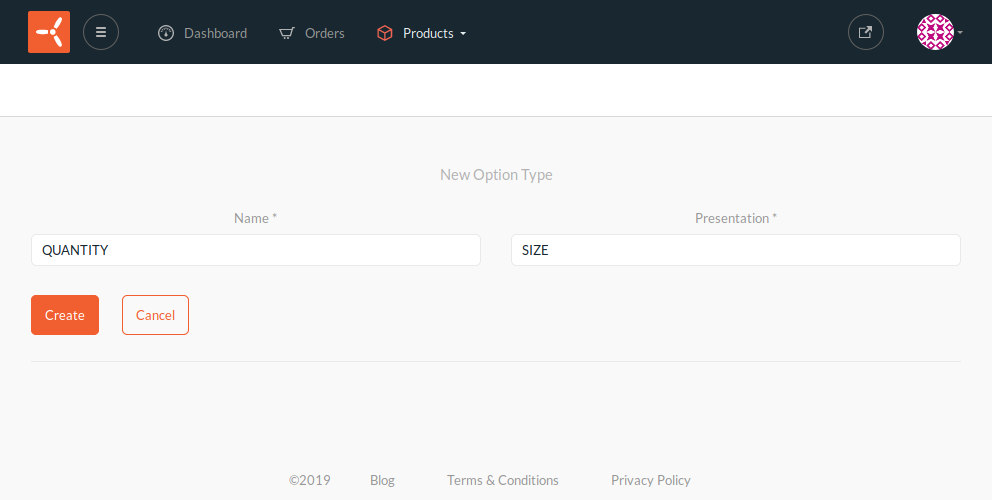 Dashboard Orders Products
New Option Type
Name * Presentation *
QUANTITY SIZE
Create Cancel
©2019 Blog Terms & Conditions Privacy Policy